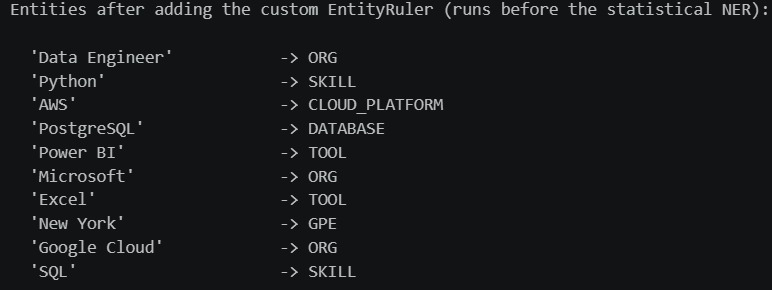 Entities after adding the custom EntityRuler (runs before the statistical NER):
'Data Engineer' -> ORG
'Python' -> SKILL
'AWS' -> CLOUD_PLATFORM
'PostgreSQL' -> DATABASE
'Power BI' -> TOOL
'Microsoft' -> ORG
'Excel' -> TOOL
'New York' -> GPE
'Google Cloud' -> ORG
'SQL' -> SKILL